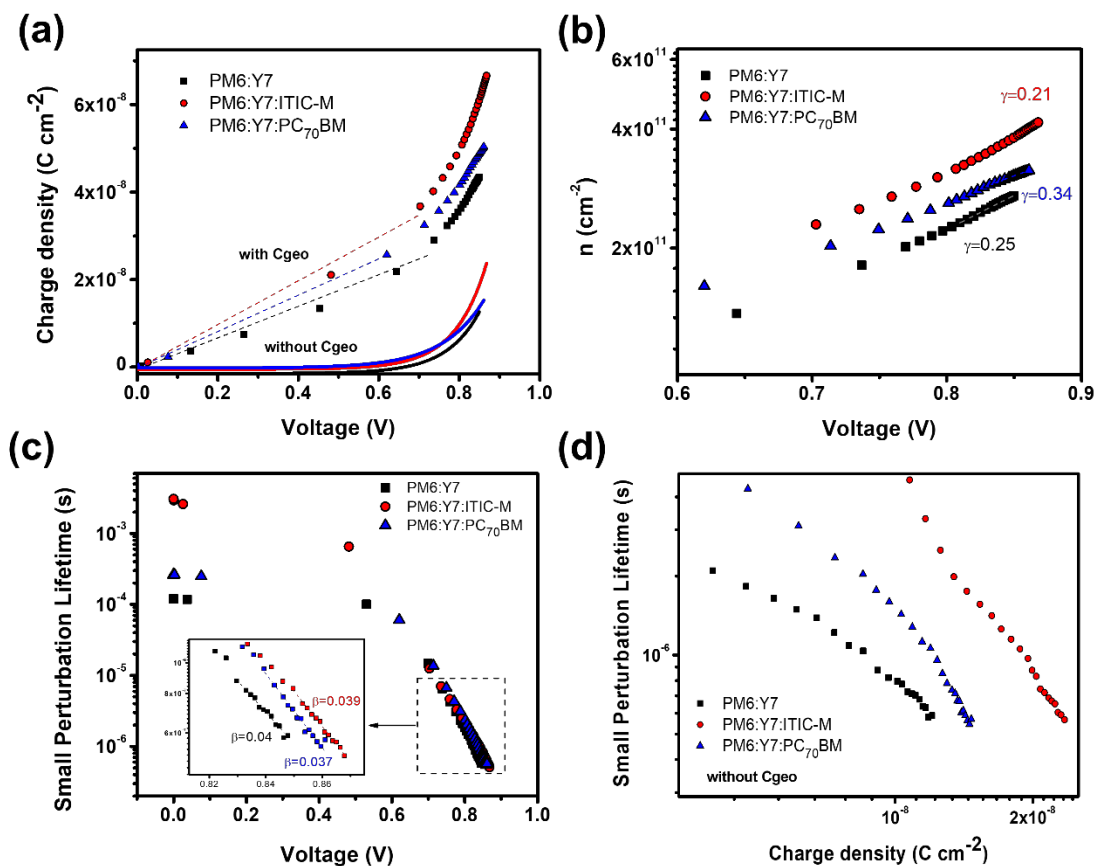 (a)
Charge density (C cm-2)
6x10-8
4x10-8
2x10-8
0
PM6:Y7
PM6:Y7:ITIC-M
PM6:Y7:PC70BM
with Cgeo
without Cgeo
0.0 0.2 0.4 0.6 0.8 1.0
Voltage (V)
(b)
n (cm-2)
6x1011
4x1011
2x1011
PM6:Y7
PM6:Y7:ITIC-M
PM6:Y7:PC70BM
γ=0.21
γ=0.34
γ=0.25
0.6 0.7 0.8 0.9
Voltage (V)
(c)
Small Perturbation Lifetime (s)
10-3
10-4
10-5
10-6
PM6:Y7
PM6:Y7:ITIC-M
PM6:Y7:PC70BM
8x10-7
6x10-7
β=0.039
β=0.04
β=0.037
0.82 0.84 0.86
0.0 0.2 0.4 0.6 0.8 1.0
Voltage (V)
(d)
Small Perturbation Lifetime (s)
10-6
PM6:Y7
PM6:Y7:ITIC-M
PM6:Y7:PC70BM
without Cgeo
10-8 2x10-8
Charge density (C cm-2)